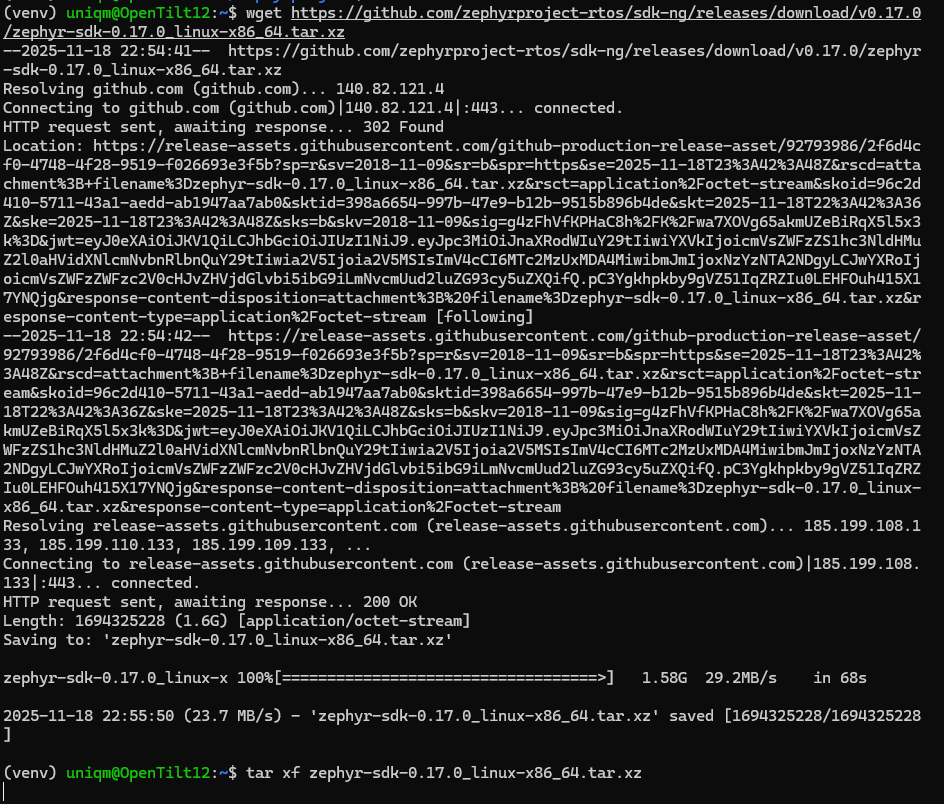 (venv) uniqm@OpenTilt12:~$ wget https://github.com/zephyrproject-rtos/sdk-ng/releases/download/v0.17.0
/zephyr-sdk-0.17.0_linux-x86_64.tar.xz
--2025-11-18 22:54:41--  https://github.com/zephyrproject-rtos/sdk-ng/releases/download/v0.17.0/zephyr
-sdk-0.17.0_linux-x86_64.tar.xz
Resolving github.com (github.com)... 140.82.121.4
Connecting to github.com (github.com)|140.82.121.4|:443... connected.
HTTP request sent, awaiting response... 302 Found
Location: https://release-assets.githubusercontent.com/github-production-release-asset/92793986/2f6d4c
f0-4748-4f28-9519-f026693e3f5b?sp=r&sv=2018-11-09&sr=b&spr=https&se=2025-11-18T23%3A42%3A48Z&rscd=atta
chment%3B+filename%3Dzephyr-sdk-0.17.0_linux-x86_64.tar.xz&rsct=application%2Foctet-stream&skoid=96c2d
410-5711-43a1-aedd-ab1947aa7ab0&sktid=398a6654-997b-47e9-b12b-9515b896b4de&skt=2025-11-18T22%3A42%3A36
Z&ske=2025-11-18T23%3A42%3A48Z&sks=b&skv=2018-11-09&sig=g4zFhVfKPHaC8h%2FK%2Fwa7XOVg65akmUZeBiRqX5l5x3
k%3D&jwt=eyJ0eXAiOiJKV1QiLCJhbGciOiJIUzI1NiJ9.eyJpc3MiOiJnaXRodWIuY29tIiwiYXVkIjoicmVsZWFzZS1hc3NldHMu
Z2l0aHVidXNlcmNvbnRlbnQuY29tIiwia2V5Ijoia2V5MSIsImV4cCI6MTc2MzUxMDA4MiwibmJmIjoxNzYzNTA2NDgyLCJwYXRoIj
oicmVsZWFzZWFzc2V0cHJvZHVjdGlvbi5ibG9iLmNvcmUud2luZG93cy5uZXQifQ.pC3Ygkhpkby9gVZ51IqZRZIu0LEHFOuh415X1
7YNQjg&response-content-disposition=attachment%3B%20filename%3Dzephyr-sdk-0.17.0_linux-x86_64.tar.xz&r
esponse-content-type=application%2Foctet-stream [following]
--2025-11-18 22:54:42--  https://release-assets.githubusercontent.com/github-production-release-asset/
92793986/2f6d4cf0-4748-4f28-9519-f026693e3f5b?sp=r&sv=2018-11-09&sr=b&spr=https&se=2025-11-18T23%3A42%
3A48Z&rscd=attachment%3B+filename%3Dzephyr-sdk-0.17.0_linux-x86_64.tar.xz&rsct=application%2Foctet-str
eam&skoid=96c2d410-5711-43a1-aedd-ab1947aa7ab0&sktid=398a6654-997b-47e9-b12b-9515b896b4de&skt=2025-11-
18T22%3A42%3A36Z&ske=2025-11-18T23%3A42%3A48Z&sks=b&skv=2018-11-09&sig=g4zFhVfKPHaC8h%2FK%2Fwa7XOVg65a
kmUZeBiRqX5l5x3k%3D&jwt=eyJ0eXAiOiJKV1QiLCJhbGciOiJIUzI1NiJ9.eyJpc3MiOiJnaXRodWIuY29tIiwiYXVkIjoicmVsZ
WFzZS1hc3NldHMuZ2l0aHVidXNlcmNvbnRlbnQuY29tIiwia2V5Ijoia2V5MSIsImV4cCI6MTc2MzUxMDA4MiwibmJmIjoxNzYzNTA
2NDgyLCJwYXRoIjoicmVsZWFzZWFzc2V0cHJvZHVjdGlvbi5ibG9iLmNvcmUud2luZG93cy5uZXQifQ.pC3Ygkhpkby9gVZ51IqZRZ
Iu0LEHFOuh415X17YNQjg&response-content-disposition=attachment%3B%20filename%3Dzephyr-sdk-0.17.0_linux-
x86_64.tar.xz&response-content-type=application%2Foctet-stream
Resolving release-assets.githubusercontent.com (release-assets.githubusercontent.com)... 185.199.108.1
33, 185.199.110.133, 185.199.109.133, ...
Connecting to release-assets.githubusercontent.com (release-assets.githubusercontent.com)|185.199.108.
133|:443... connected.
HTTP request sent, awaiting response... 200 OK
Length: 1694325228 (1.6G) [application/octet-stream]
Saving to: 'zephyr-sdk-0.17.0_linux-x86_64.tar.xz'

zephyr-sdk-0.17.0_linux-x 100%[===================================>]   1.58G  29.2MB/s    in 68s

2025-11-18 22:55:50 (23.7 MB/s) - 'zephyr-sdk-0.17.0_linux-x86_64.tar.xz' saved [1694325228/1694325228
]

(venv) uniqm@OpenTilt12:~$ tar xf zephyr-sdk-0.17.0_linux-x86_64.tar.xz